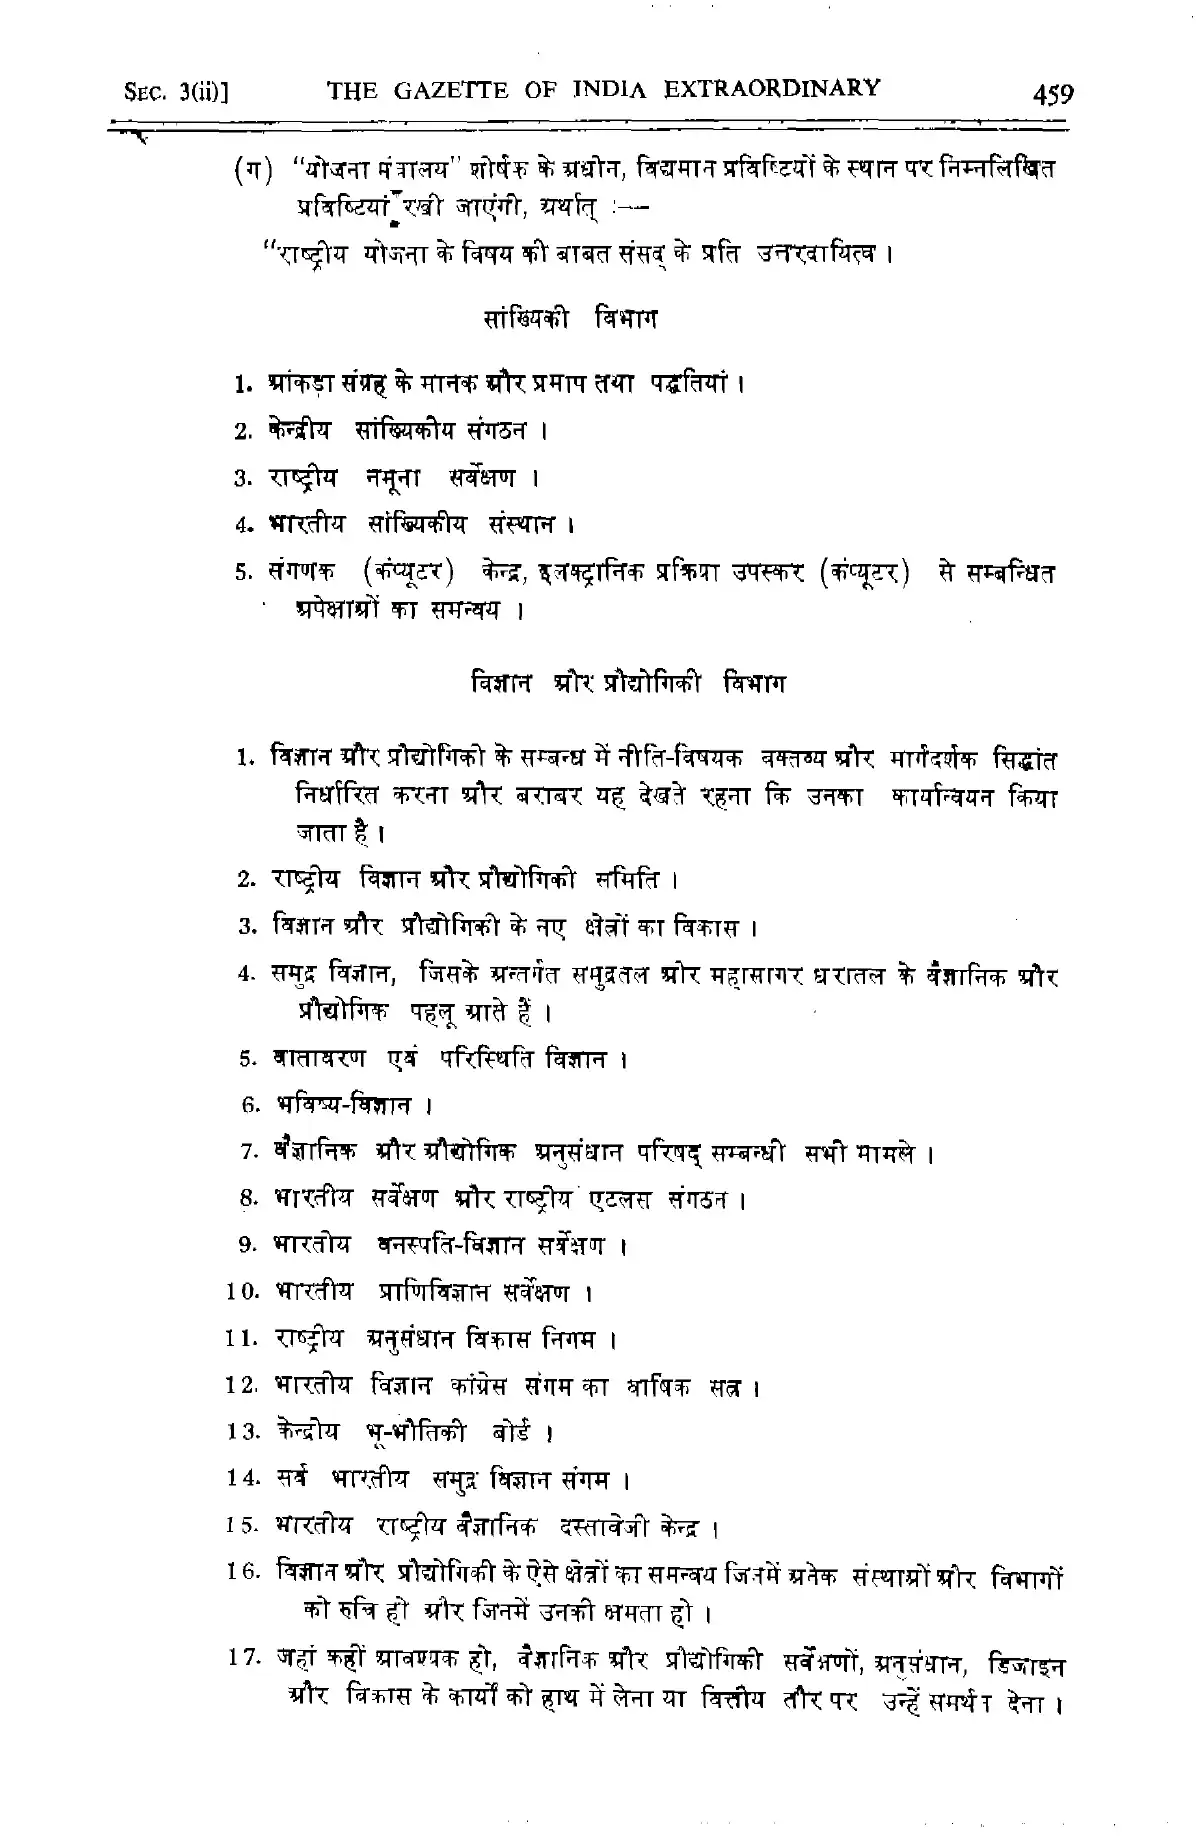 SEC. 3(ii)] THE GAZETTE OF INDIA EXTRAORDINARY 459
(ग) "योजना मंत्रालय" शीर्षक के अधीन, विद्यमान प्रविष्टियों के स्थान पर निम्नलिखित
प्रविष्टियां रखी जाएंगी, अर्थात् :—
"राष्ट्रीय योजना के विषय की बाबत संसद् के प्रति उत्तरदायित्व ।
सांख्यिकी विभाग
1. आंकड़ा संग्रह के मानक और प्रमाप तथा पद्धतियां ।
2. केन्द्रीय सांख्यिकीय संगठन ।
3. राष्ट्रीय नमूना सर्वेक्षण ।
4. भारतीय सांख्यिकीय संस्थान ।
5. संगणक (कंप्यूटर) केन्द्र, इलक्ट्रानिक प्रक्रिया उपस्कर (कंप्यूटर) से सम्बन्धित
अपेक्षाओं का समन्वय ।
विज्ञान और प्रौद्योगिकी विभाग
1. विज्ञान और प्रौद्योगिकी के सम्बन्ध में नीति-विषयक वक्तव्य और मार्गदर्शक सिद्धांत
निर्धारित करना और बराबर यह देखते रहना कि उनका कार्यान्वयन किया
जाता है ।
2. राष्ट्रीय विज्ञान और प्रौद्योगिकी समिति ।
3. विज्ञान और प्रौद्योगिकी के नए क्षेत्रों का विकास ।
4. समुद्र विज्ञान, जिसके अन्तर्गत समुद्रतल और महासागर धरातल के वैज्ञानिक और
प्रौद्योगिक पहलू आते हैं ।
5. वातावरण एवं परिस्थिति विज्ञान ।
6. भविष्य-विज्ञान ।
7. वैज्ञानिक और औद्योगिक अनुसंधान परिषद् सम्बन्धी सभी मामले ।
8. भारतीय सर्वेक्षण और राष्ट्रीय एटलस संगठन ।
9. भारतीय वनस्पति-विज्ञान सर्वेक्षण ।
10. भारतीय प्राणिविज्ञान सर्वेक्षण ।
11. राष्ट्रीय अनुसंधान विकास निगम ।
12. भारतीय विज्ञान कांग्रेस संगम का वार्षिक सत्र ।
13. केन्द्रीय भू-भौतिकी बोर्ड ।
14. सर्व भारतीय समुद्र विज्ञान संगम ।
15. भारतीय राष्ट्रीय वैज्ञानिक दस्तावेजी केन्द्र ।
16. विज्ञान और प्रौद्योगिकी के ऐसे क्षेत्रों का समन्वय जिनमें अनेक संस्थाओं और विभागों
को रुचि हो और जिनमें उनकी क्षमता हो ।
17. जहां कहीं आवश्यक हो, वैज्ञानिक और प्रौद्योगिकी सर्वेक्षणों, अनुसंधान, डिजाइन
और विकास के कार्यों को हाथ में लेना या वित्तीय तौर पर उन्हें समर्थन देना ।